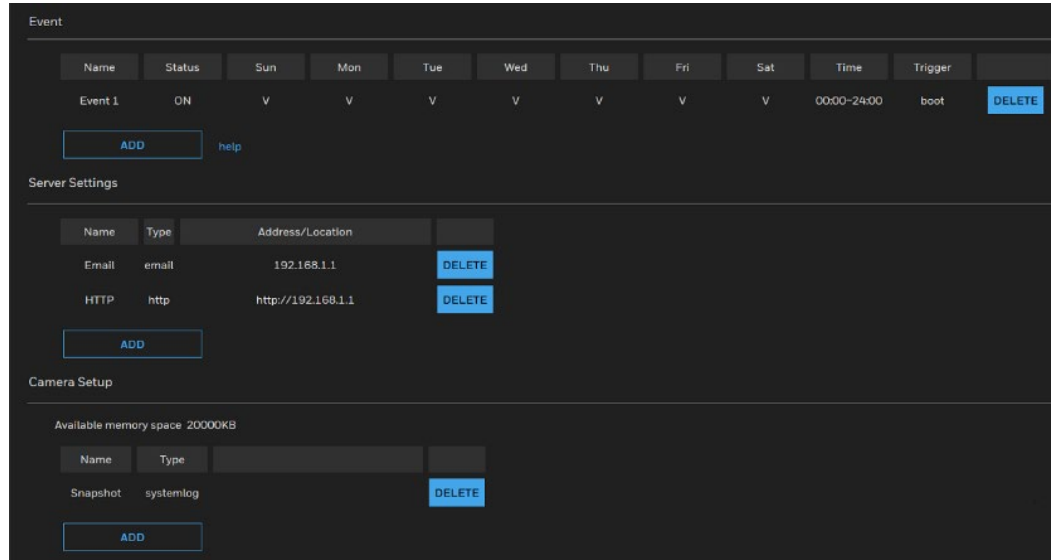 Event
Name Status Sun Mon Tue Wed Thu Fri Sat Time Trigger
Event 1 ON V V V V V V V 00:00-24:00 boot DELETE
ADD help
Server Settings
Name Type Address/Location
Email email 192.168.1.1 DELETE
HTTP http http://192.168.1.1 DELETE
ADD
Camera Setup
Available memory space 20000KB
Name Type
Snapshot systemlog DELETE
ADD